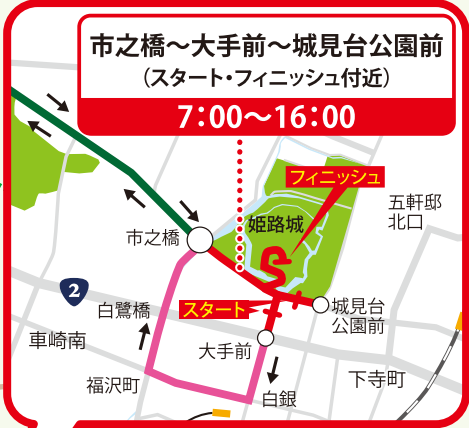 市之橋～大手前～城見台公園前
（スタート・フィニッシュ付近）
7：00～16：00
フィニッシュ
五軒邸
北口
姫路城
市之橋
2
白鷺橋
スタート
城見台
公園前
車崎南
大手前
下寺町
福沢町
白銀